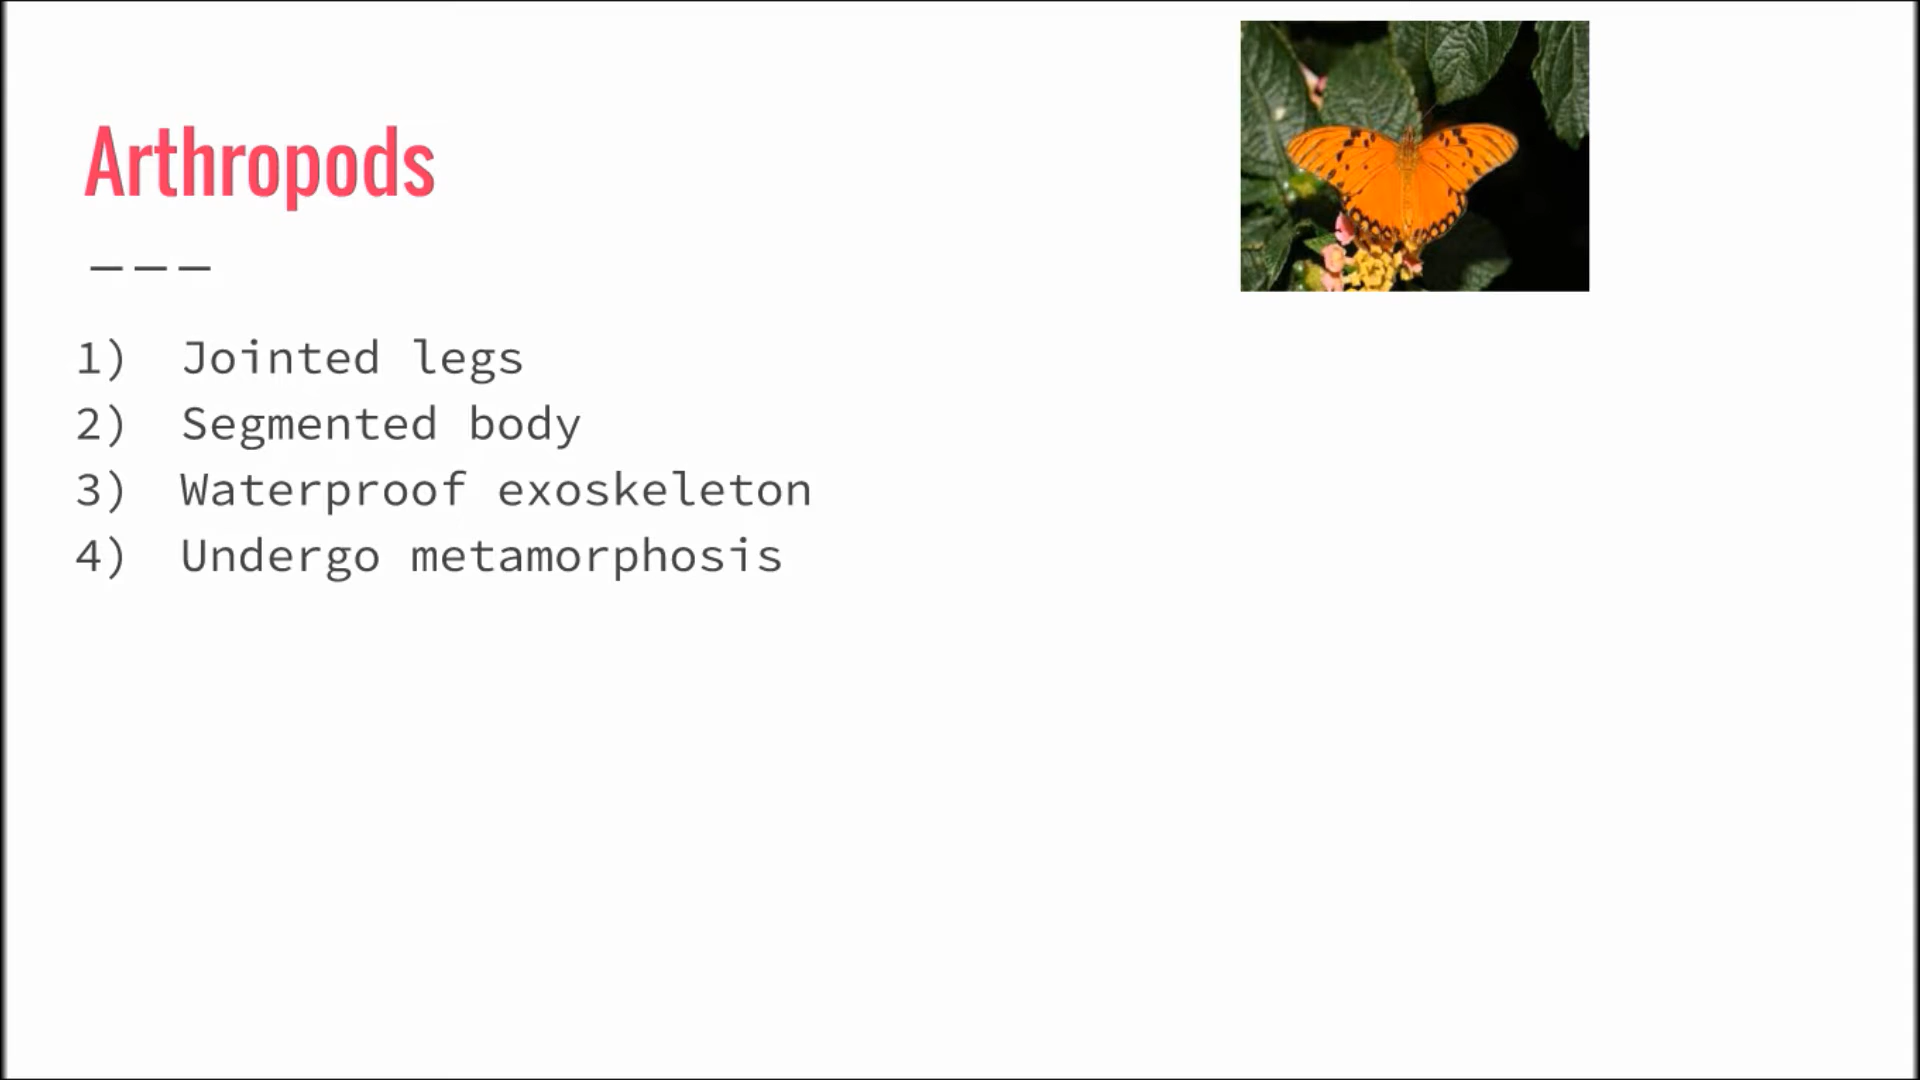 Arthropods
1) Jointed legs
2) Segmented body
3) Waterproof exoskeleton
4) Undergo metamorphosis